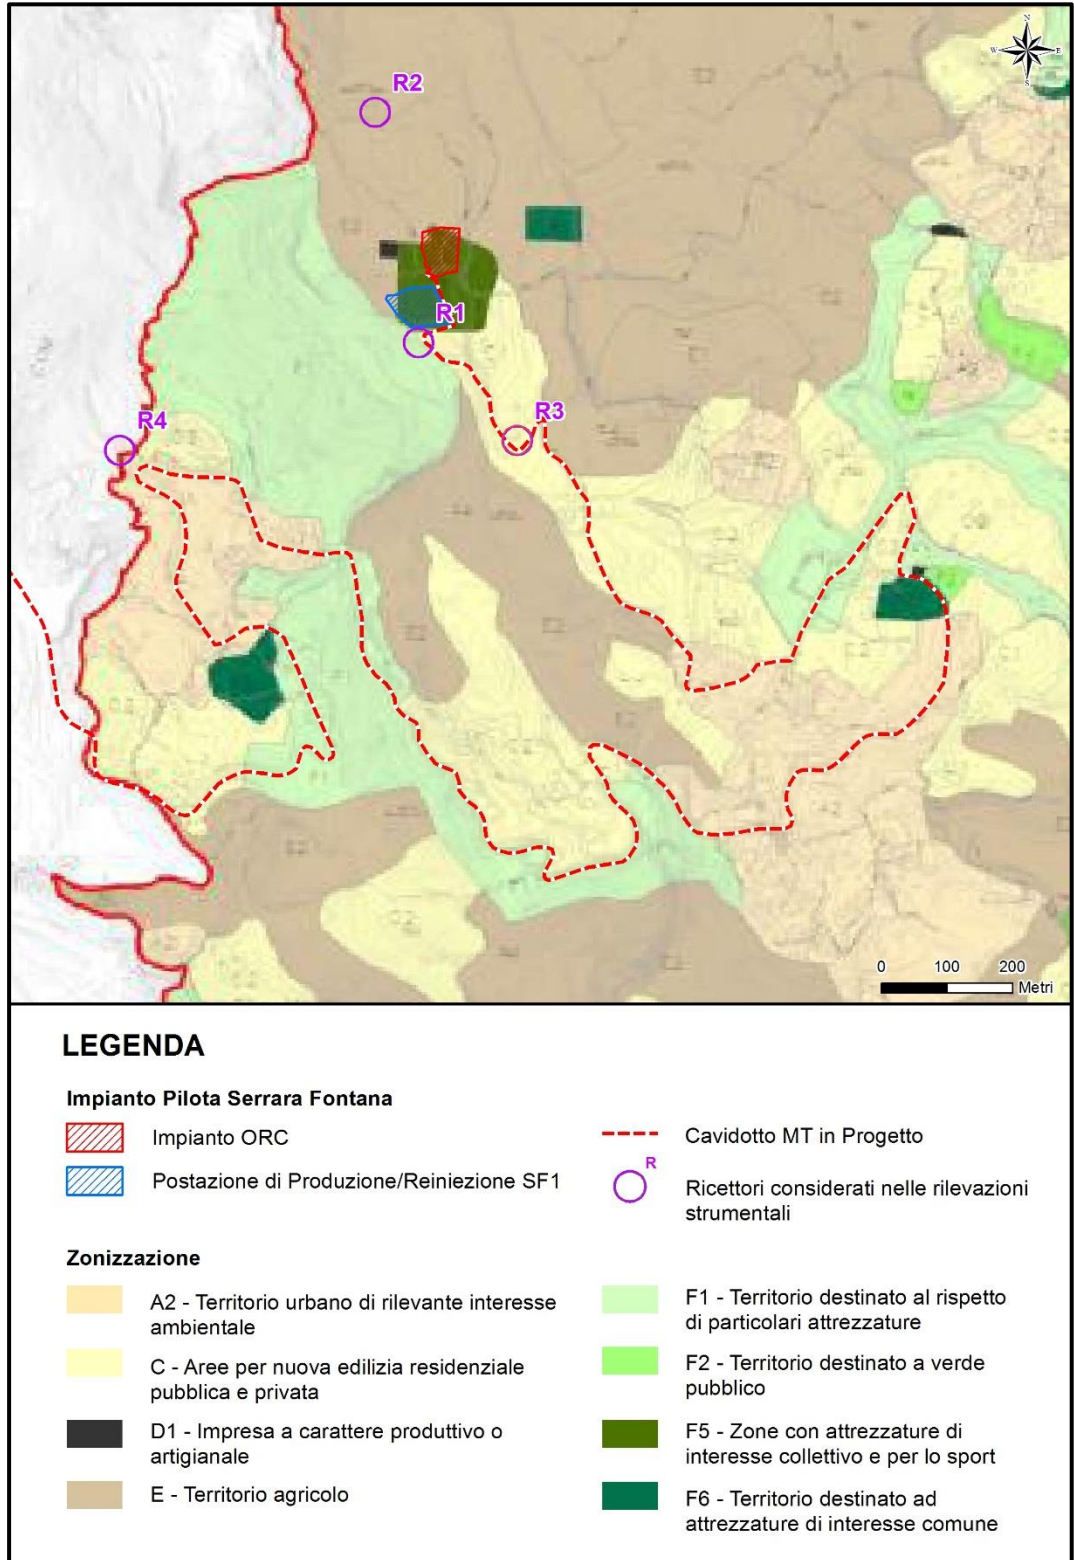 N
W
E
S
R2
R1
R3
R4
0 100 200
Metri
LEGENDA
Impianto Pilota Serrara Fontana
Impianto ORC
Postazione di Produzione/Reiniezione SF1
Cavidotto MT in Progetto
R
Ricettori considerati nelle rilevazioni
strumentali
Zonizzazione
A2 - Territorio urbano di rilevante interesse
ambientale
C - Aree per nuova edilizia residenziale
pubblica e privata
D1 - Impresa a carattere produttivo o
artigianale
E - Territorio agricolo
F1 - Territorio destinato al rispetto
di particolari attrezzature
F2 - Territorio destinato a verde
pubblico
F5 - Zone con attrezzature di
interesse collettivo e per lo sport
F6 - Territorio destinato ad
attrezzature di interesse comune